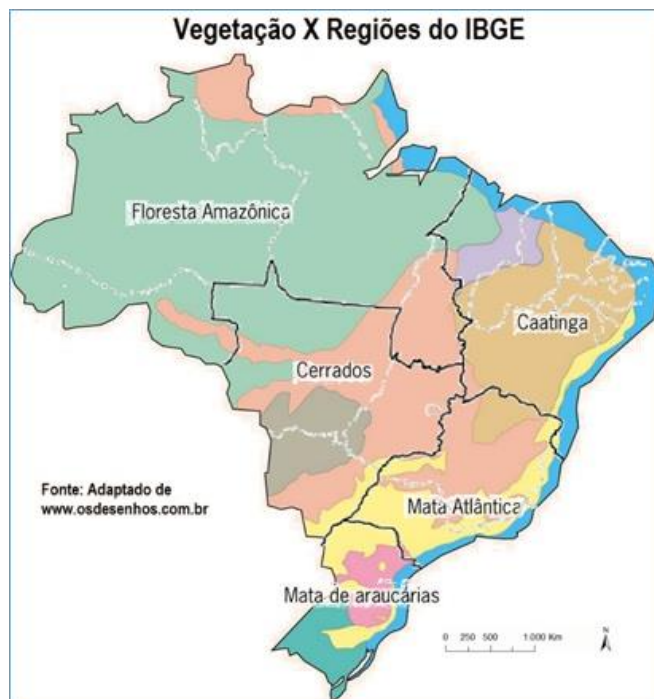 Vegetação X Regiões do IBGE
Floresta Amazônica
Caatinga
Cerrados
Fonte: Adaptado de
www.osdesenhos.com.br
Mata Atlântica
Mata de araucárias
0 250 500 1.000 Km
N